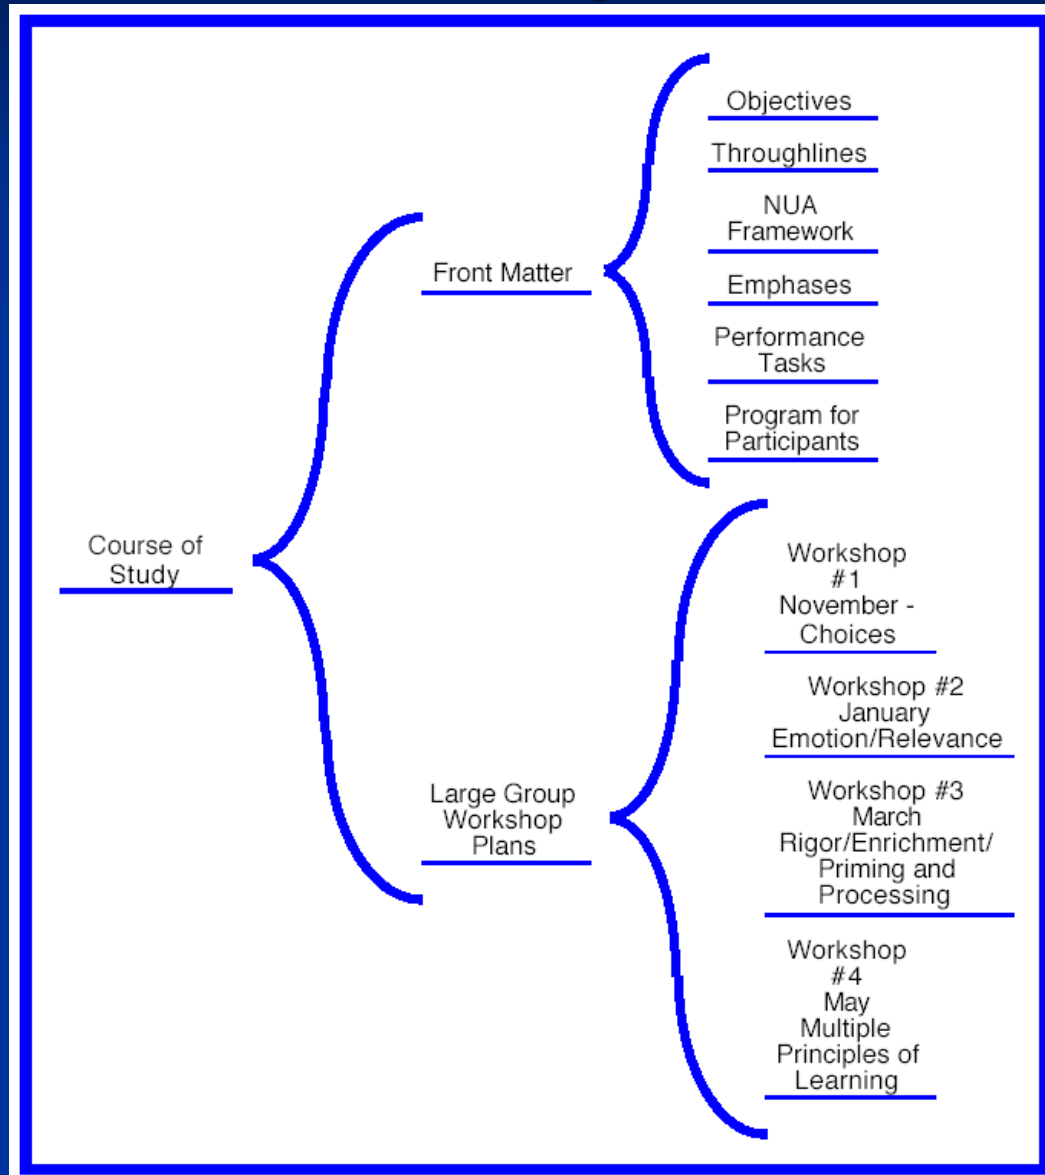 Objectives
Throughlines
NUA
Framework
Front Matter
Emphases
Performance
Tasks
Program for
Participants
Course of
Study
Workshop
#1
November -
Choices
Workshop #2
January
Emotion/Relevance
Large Group
Workshop
Plans
Workshop #3
March
Rigor/Enrichment/
Priming and
Processing
Workshop
#4
May
Multiple
Principles of
Learning